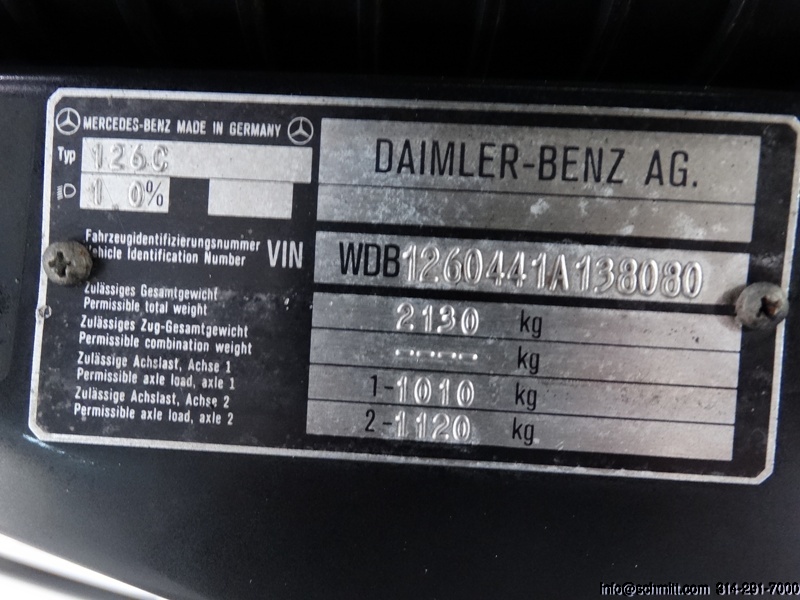 MERCEDES-BENZ MADE IN GERMANY
Typ 126C
1.0%
DAIMLER-BENZ AG.
Fahrzeugidentifizierungsnummer
Vehicle Identification Number VIN WDB1260441A138080
Zulässiges Gesamtgewicht
Permissible total weight 2130 kg
Zulässiges Zug-Gesamtgewicht
Permissible combination weight ---- kg
Zulässige Achslast, Achse 1
Permissible axle load, axle 1 1-1010 kg
Zulässige Achslast, Achse 2
Permissible axle load, axle 2 2-1120 kg
info@schmitt.com 314-291-7000